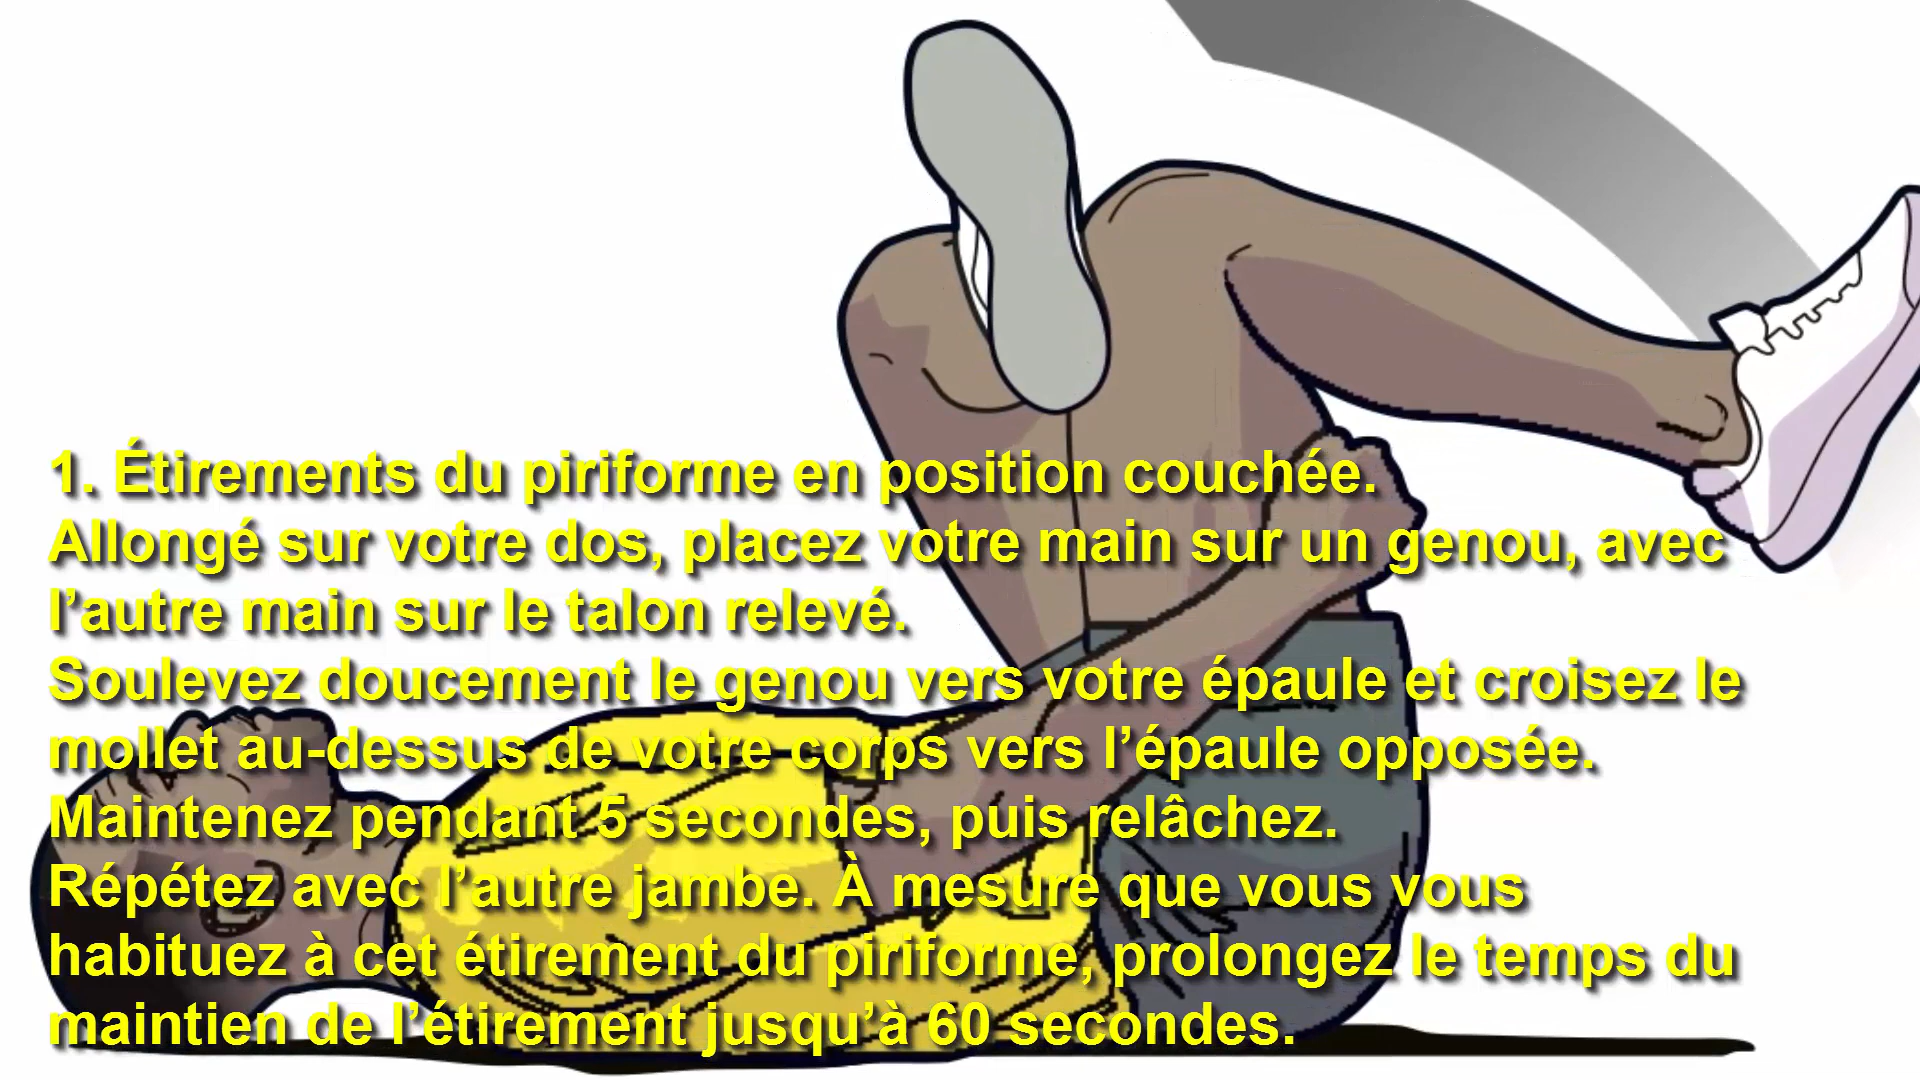 1. Étirements du piriforme en position couchée.
Allongé sur votre dos, placez votre main sur un genou, avec
l’autre main sur le talon relevé.
Soulevez doucement le genou vers votre épaule et croisez le
mollet au-dessus de votre corps vers l’épaule opposée.
Maintenez pendant 5 secondes, puis relâchez.
Répétez avec l’autre jambe. À mesure que vous vous
habituez à cet étirement du piriforme, prolongez le temps du
maintien de l’étirement jusqu’à 60 secondes.